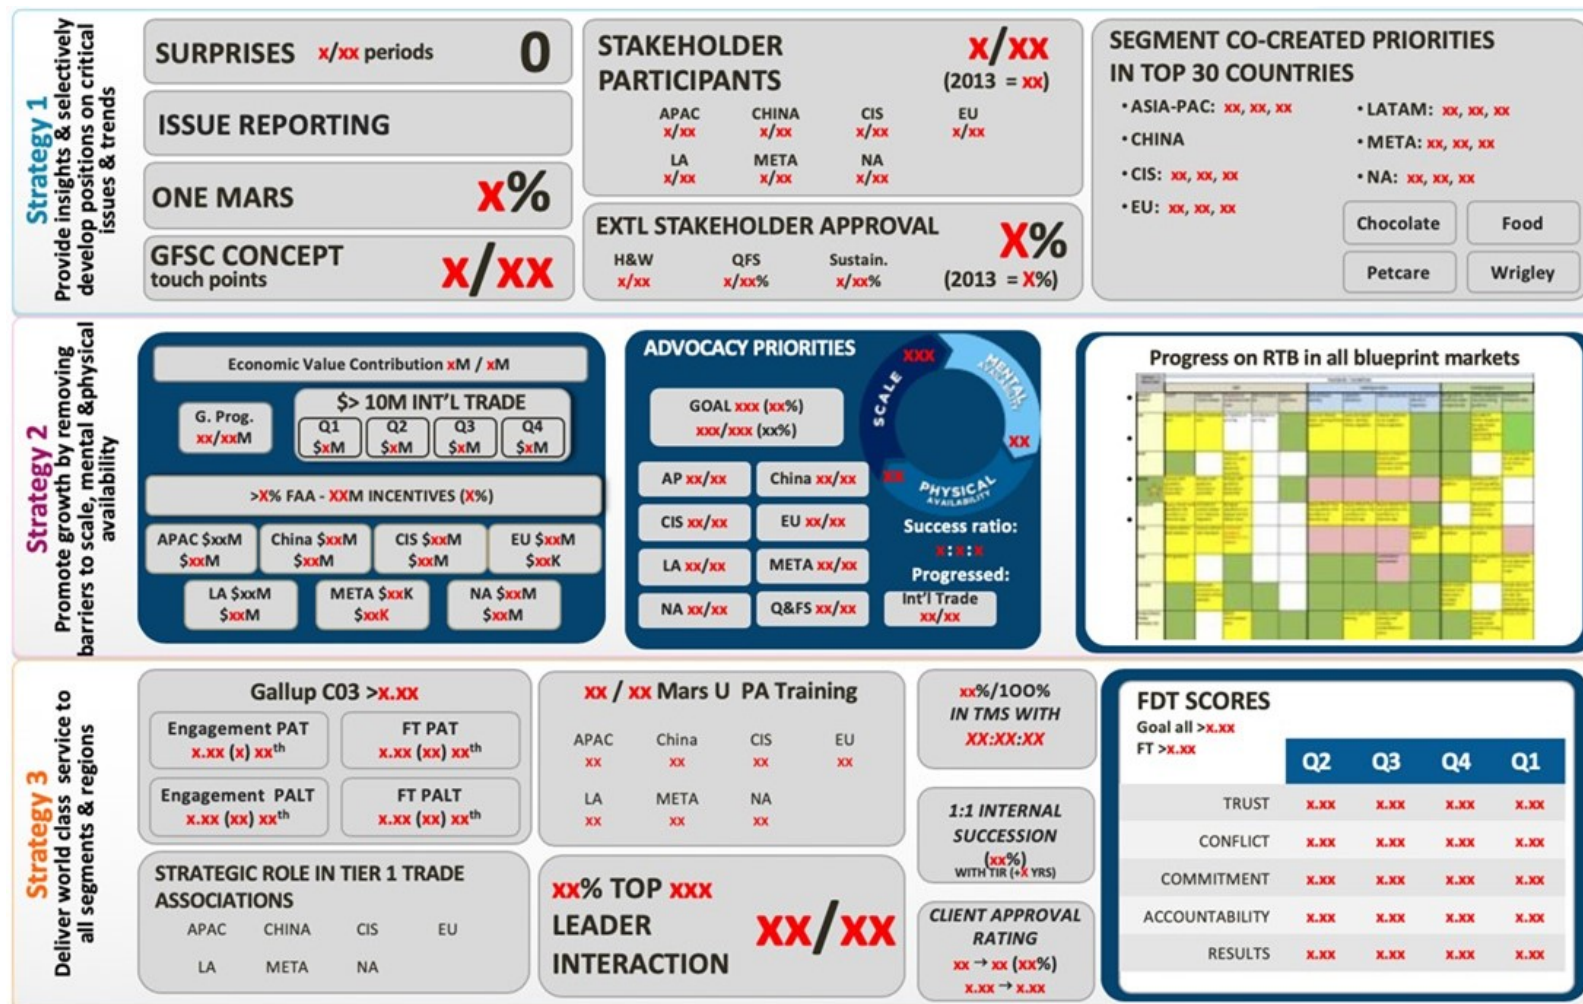 Strategy 1
Provide insights & selectively
develop positions on critical
issues & trends
SURPRISES x/xx periods 0
ISSUE REPORTING
ONE MARS x%
GFSC CONCEPT
touch points
x/xx
STAKEHOLDER
PARTICIPANTS
x/xx
(2013 = xx)
APAC CHINA CIS EU
x/xx x/xx x/xx x/xx
LA META NA
x/xx x/xx x/xx
EXTL STAKEHOLDER APPROVAL
X%
H&W QFS Sustain.
x/xx x/xx% x/xx%
(2013 = X%)
SEGMENT CO-CREATED PRIORITIES
IN TOP 30 COUNTRIES
• ASIA-PAC: xx, xx, xx
• CHINA
• CIS: xx, xx, xx
• EU: xx, xx, xx
• LATAM: xx, xx, xx
• META: xx, xx, xx
• NA: xx, xx, xx
Chocolate Food
Petcare Wrigley
Strategy 2
Promote growth by removing
barriers to scale, mental &physical
availability
Economic Value Contribution xM / xM
G. Prog.
xx/xxM
$> 10M INT'L TRADE
Q1 Q2 Q3 Q4
$xM $xM $xM $xM
>X% FAA - XXM INCENTIVES (X%)
APAC $xxM China $xxM CIS $xxM EU $xxM
$xxM $xxM $xxM $xxK
LA $xxM META $xxK NA $xxM
$xxM $xxK $xxM
ADVOCACY PRIORITIES
GOAL xxx (xx%)
xxx/xxx (xx%)
AP xx/xx China xx/xx
CIS xx/xx EU xx/xx
LA xx/xx META xx/xx
NA xx/xx Q&FS xx/xx
SCALE
xxx
MENTAL
AVAILABILITY
xx
PHYSICAL
AVAILABILITY
xx
Success ratio:
x:x:x
Progressed:
Int'l Trade
xx/xx
Progress on RTB in all blueprint markets
Strategy 3
Deliver world class service to
all segments & regions
Gallup C03 >x.xx
Engagement PAT FT PAT
x.xx (x) xxth x.xx (xx) xxth
Engagement PALT FT PALT
x.xx (xx) xxth x.xx (xx) xxth
STRATEGIC ROLE IN TIER 1 TRADE
ASSOCIATIONS
APAC CHINA CIS EU
LA META NA
xx / xx Mars U PA Training
APAC China CIS EU
xx xx xx xx
LA META NA
xx xx xx
xx% TOP xxx
LEADER
INTERACTION
xx/xx
xx%/100%
IN TMS WITH
XX:XX:XX
1:1 INTERNAL
SUCCESSION
(xx%)
WITH TIR (+X YRS)
CLIENT APPROVAL
RATING
xx → xx (xx%)
x.xx → x.xx
FDT SCORES
Goal all >x.xx
FT >x.xx
Q2 Q3 Q4 Q1
TRUST x.xx x.xx x.xx x.xx
CONFLICT x.xx x.xx x.xx x.xx
COMMITMENT x.xx x.xx x.xx x.xx
ACCOUNTABILITY x.xx x.xx x.xx x.xx
RESULTS x.xx x.xx x.xx x.xx